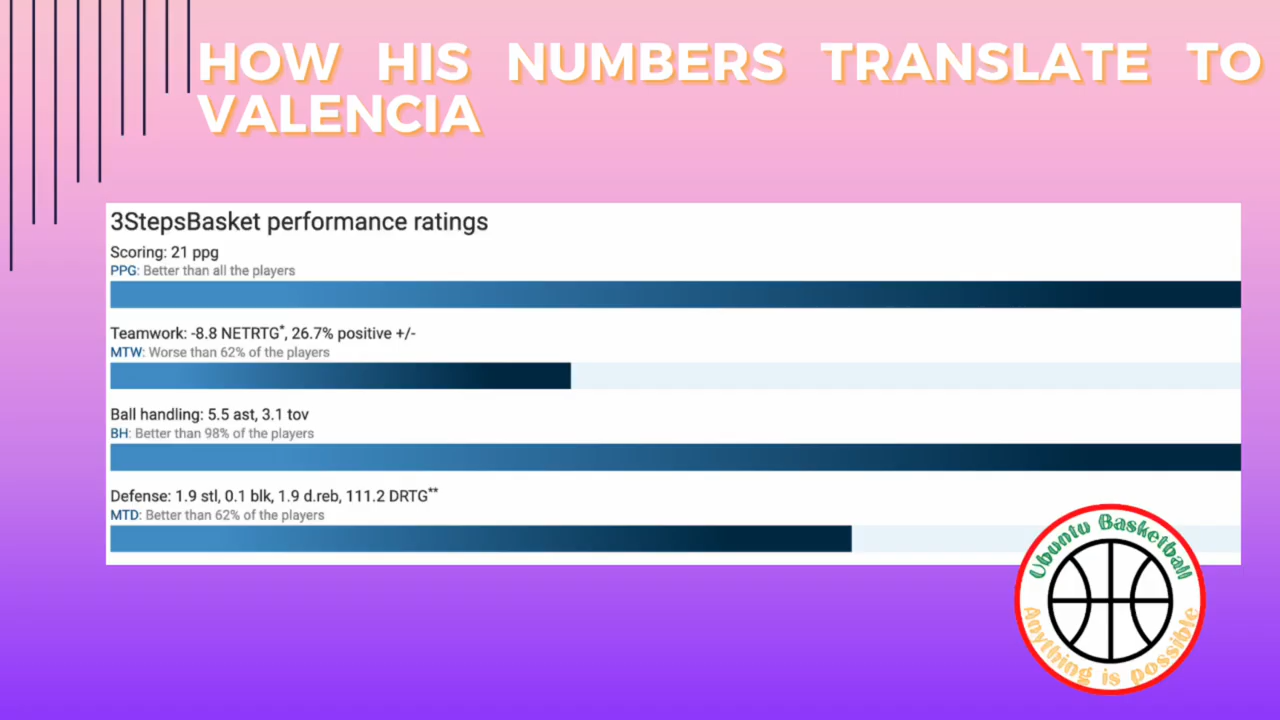 HOW HIS NUMBERS TRANSLATE TO
VALENCIA
3StepsBasket performance ratings
Scoring: 21 ppg
PPG: Better than all the players
Teamwork: -8.8 NETRTG*, 26.7% positive +/-
MTW: Worse than 62% of the players
Ball handling: 5.5 ast, 3.1 tov
BH: Better than 98% of the players
Defense: 1.9 stl, 0.1 blk, 1.9 d.reb, 111.2 DRTG**
MTD: Better than 62% of the players
Ubuntu Basketball
Anything is possible